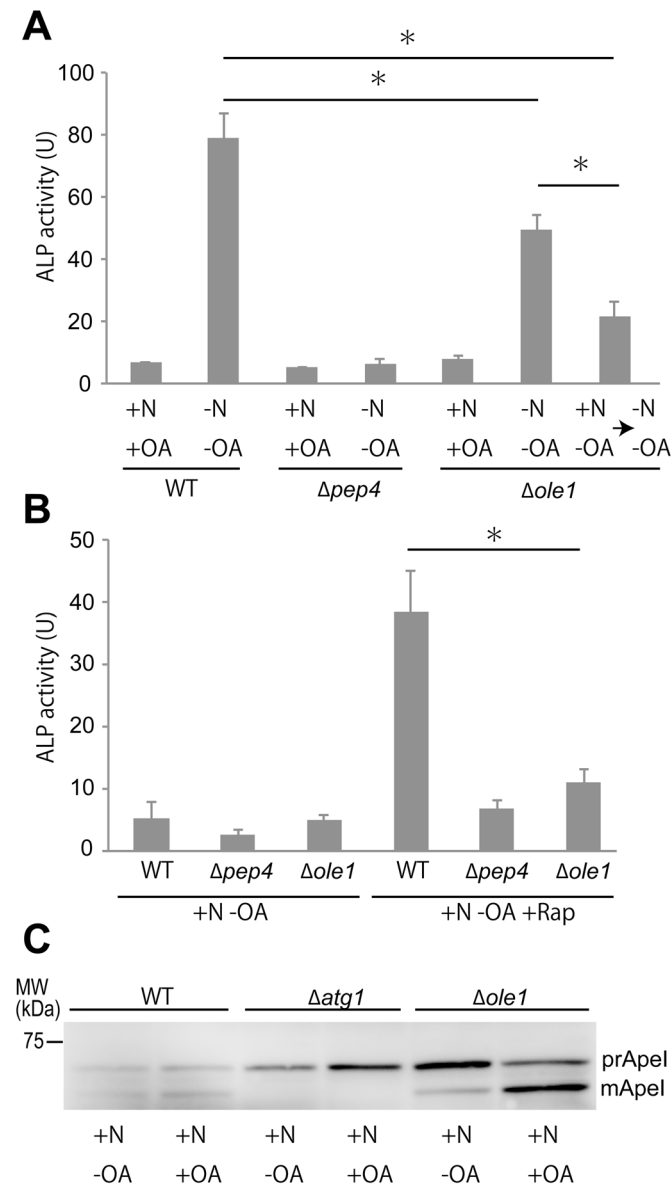 A
*
*
*
ALP activity (U)
100
80
60
40
20
0
+N -N +N -N +N -N +N -N
+OA -OA +OA -OA +OA -OA -OA -OA
WT Δpep4 Δole1
B
*
ALP activity (U)
50
40
30
20
10
0
WT Δpep4 Δole1 WT Δpep4 Δole1
+N -OA +N -OA +Rap
C
MW
(kDa)
WT Δatg1 Δole1
75
prApeI
mApeI
+N +N +N +N +N +N
-OA +OA -OA +OA -OA +OA